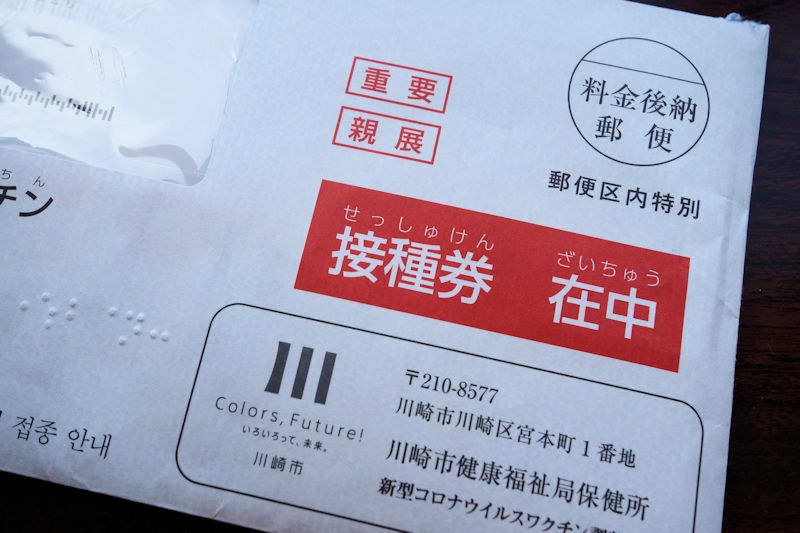 重要
親展
料金後納
郵便
郵便区内特別
ちん
チン
せっしゅけん ざいちゅう
接種券 在中
Colors, Future!
いろいろって、未来。
川崎市
〒210-8577
川崎市川崎区宮本町1番地
川崎市健康福祉局保健所
新型コロナウイルスワクチン
접종 안내